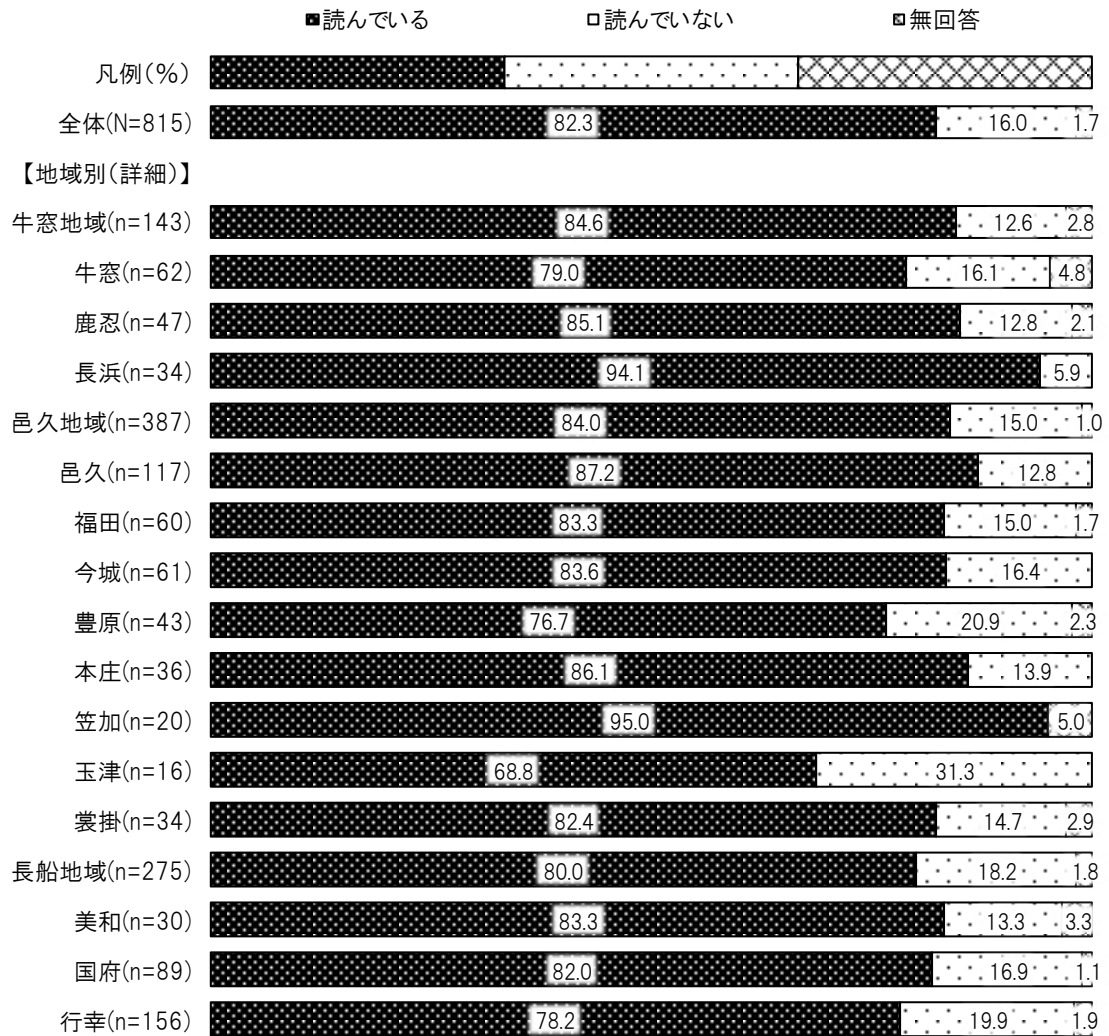 読んでいる 読んでいない 無回答
凡例(%)
全体(N=815) 82.3 16.0 1.7
【地域別(詳細)】
牛窓地域(n=143) 84.6 12.6 2.8
牛窓(n=62) 79.0 16.1 4.8
鹿忍(n=47) 85.1 12.8 2.1
長浜(n=34) 94.1 5.9
邑久地域(n=387) 84.0 15.0 1.0
邑久(n=117) 87.2 12.8
福田(n=60) 83.3 15.0 1.7
今城(n=61) 83.6 16.4
豊原(n=43) 76.7 20.9 2.3
本庄(n=36) 86.1 13.9
笠加(n=20) 95.0 5.0
玉津(n=16) 68.8 31.3
裳掛(n=34) 82.4 14.7 2.9
長船地域(n=275) 80.0 18.2 1.8
美和(n=30) 83.3 13.3 3.3
国府(n=89) 82.0 16.9 1.1
行幸(n=156) 78.2 19.9 1.9